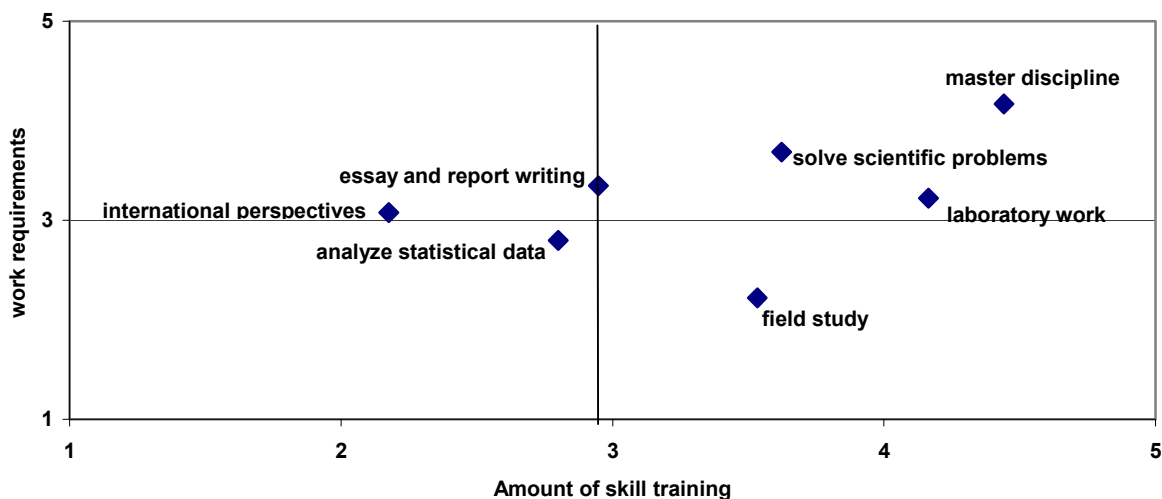 5
master discipline
solve scientific problems
essay and report writing
international perspectives
laboratory work
3
analyze statistical data
field study
work requirements
1
1 2 3 4 5
Amount of skill training